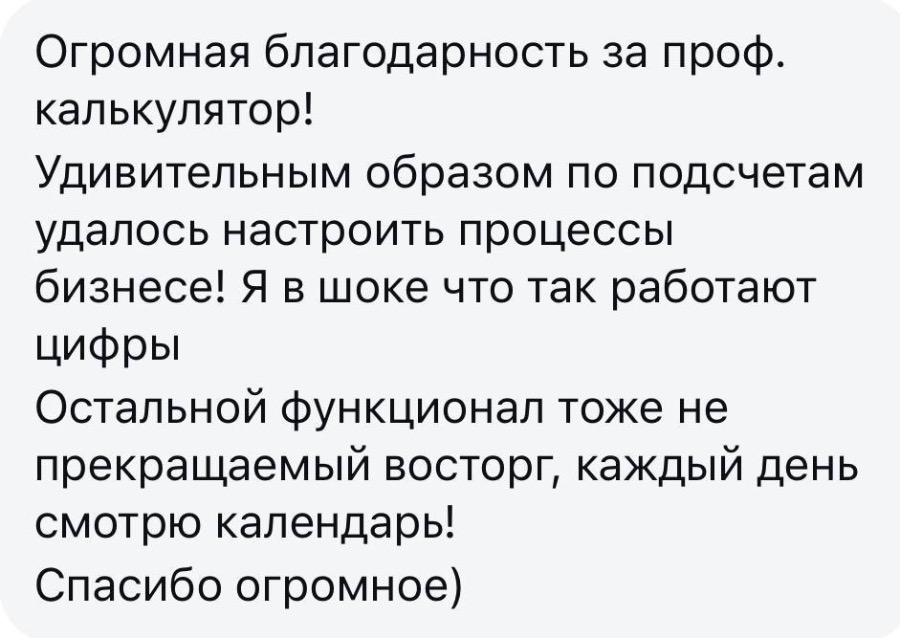 Огромная благодарность за проф.
калькулятор!
Удивительным образом по подсчетам
удалось настроить процессы
бизнесе! Я в шоке что так работают
цифры
Остальной функционал тоже не
прекращаемый восторг, каждый день
смотрю календарь!
Спасибо огромное)